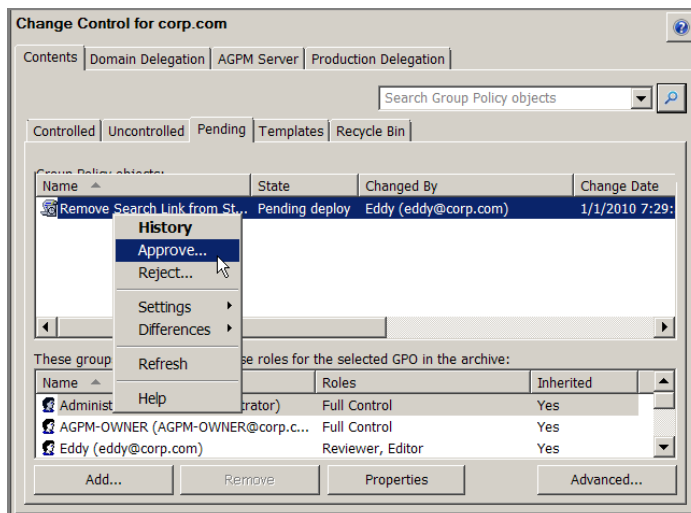 Change Control for corp.com
Contents Domain Delegation AGPM Server Production Delegation
Search Group Policy objects
Controlled Uncontrolled Pending Templates Recycle Bin
Group Policy objects:
Name State Changed By Change Date
Remove Search Link from St... Pending deploy Eddy (eddy@corp.com) 1/1/2010 7:29:
History
Approve...
Reject...
Settings
Differences
Refresh
Help
These group se roles for the selected GPO in the archive:
Name Roles Inherited
Administ trator) Full Control Yes
AGPM-OWNER (AGPM-OWNER@corp.c... Full Control Yes
Eddy (eddy@corp.com) Reviewer, Editor Yes
Add... Remove Properties Advanced...